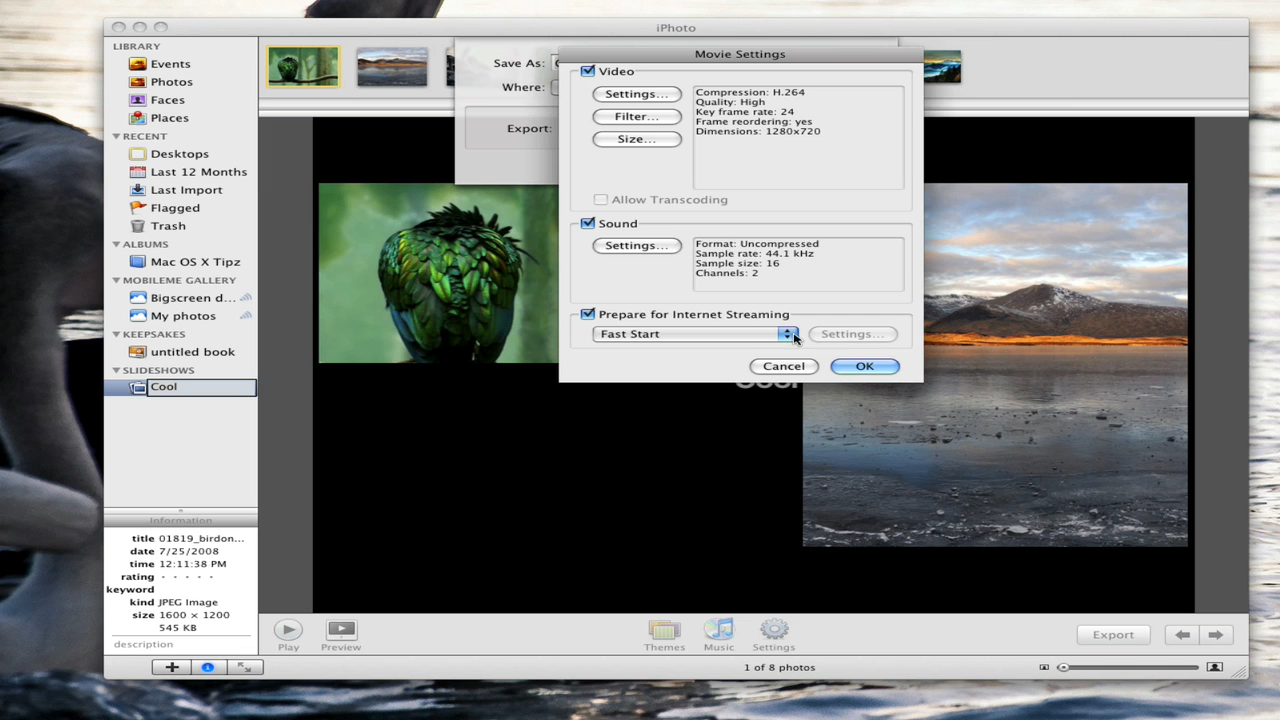 iPhoto
LIBRARY
Events
Photos
Faces
Places
RECENT
Desktops
Last 12 Months
Last Import
Flagged
Trash
ALBUMS
Mac OS X Tipz
MOBILEME GALLERY
Bigscreen d...
My photos
KEEPSAKES
untitled book
SLIDESHOWS
Cool
Information
title 01819_birdon...
date 7/25/2008
time 12:11:38 PM
rating
keyword
kind JPEG Image
size 1600 × 1200
545 KB
description
Save As:
Where:
Export:
Movie Settings
Video
Settings...
Filter...
Size...
Compression: H.264
Quality: High
Key frame rate: 24
Frame reordering: yes
Dimensions: 1280x720
Allow Transcoding
Sound
Settings...
Format: Uncompressed
Sample rate: 44.1 kHz
Sample size: 16
Channels: 2
Prepare for Internet Streaming
Fast Start
Settings...
Cancel
OK
Cool
Play
Preview
Themes
Music
Settings
Export
1 of 8 photos